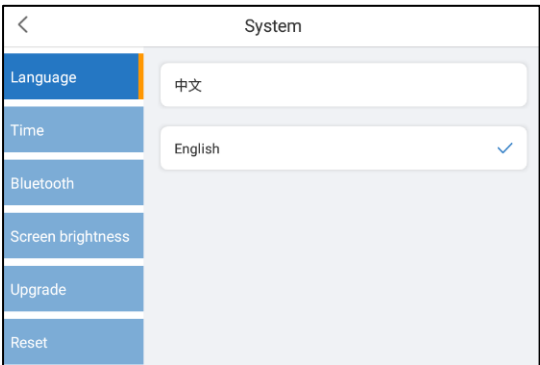 System
Language
Time
Bluetooth
Screen brightness
Upgrade
Reset
中文
English